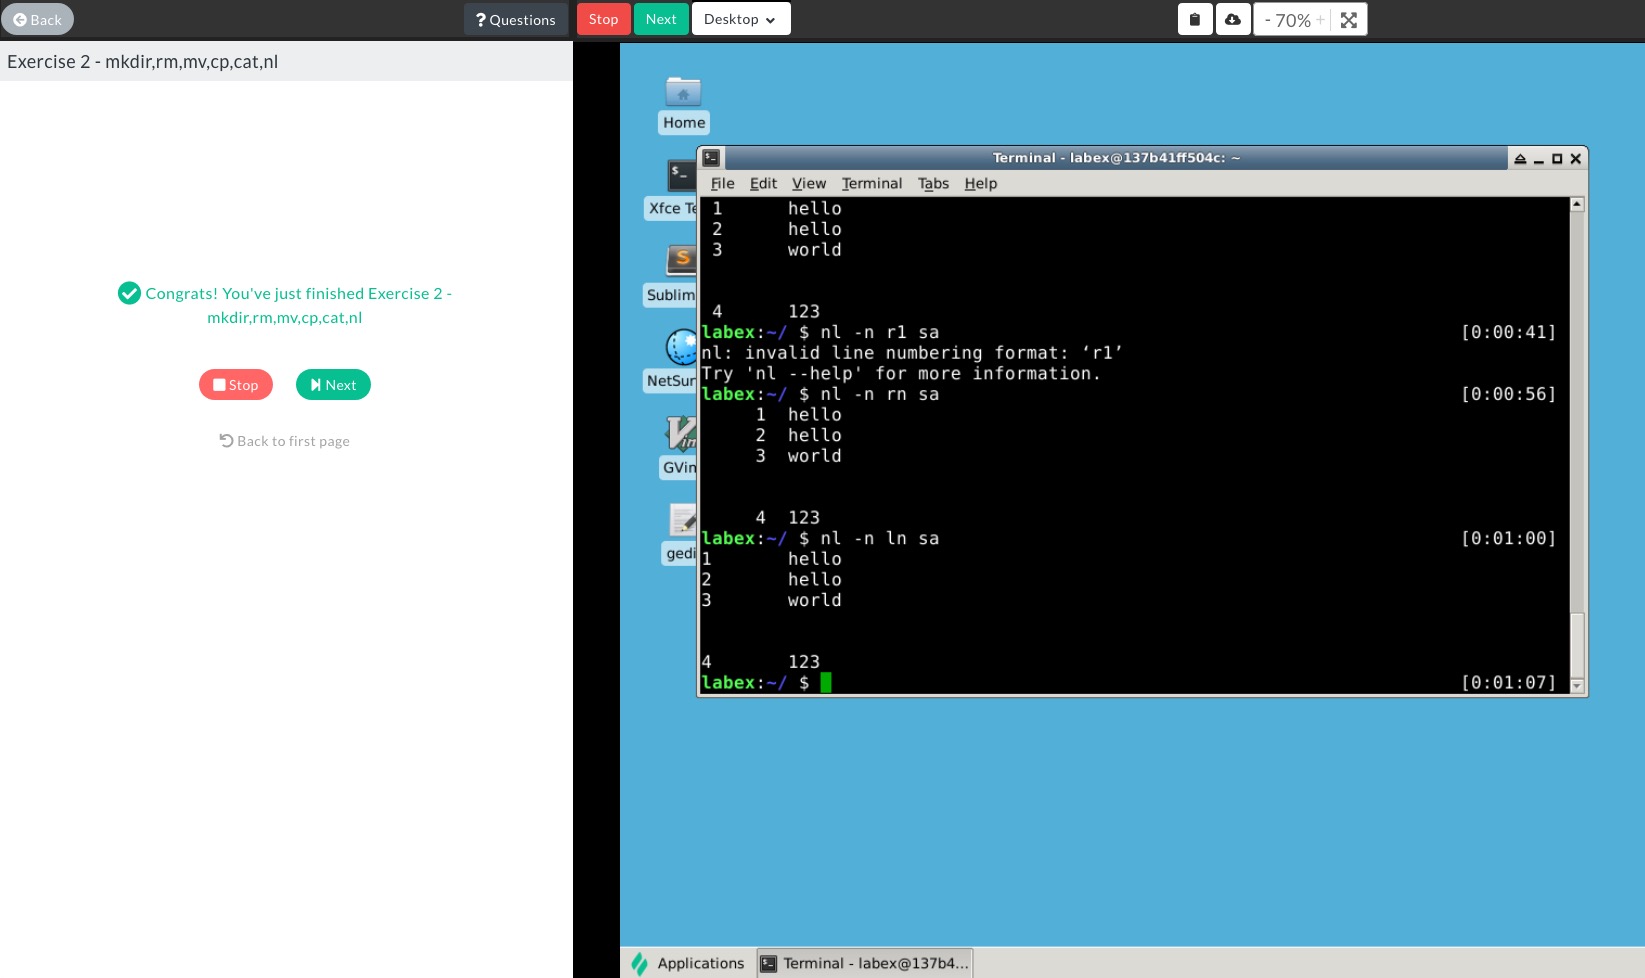 Back
? Questions
Stop
Next
Desktop
- 70% +
Exercise 2 - mkdir,rm,mv,cp,cat,nl
Congrats! You've just finished Exercise 2 -
mkdir,rm,mv,cp,cat,nl
Stop
Next
Back to first page
Home
Xfce Te
Sublim
NetSur
GVim
gedi
Terminal - labex@137b41ff504c: ~
File Edit View Terminal Tabs Help
1 hello
2 hello
3 world
4 123
labex:~/ $ nl -n r1 sa [0:00:41]
nl: invalid line numbering format: ‘r1’
Try 'nl --help' for more information.
labex:~/ $ nl -n rn sa [0:00:56]
1 hello
2 hello
3 world
4 123
labex:~/ $ nl -n ln sa [0:01:00]
1 hello
2 hello
3 world
4 123
labex:~/ $ [0:01:07]
Applications
Terminal - labex@137b4...